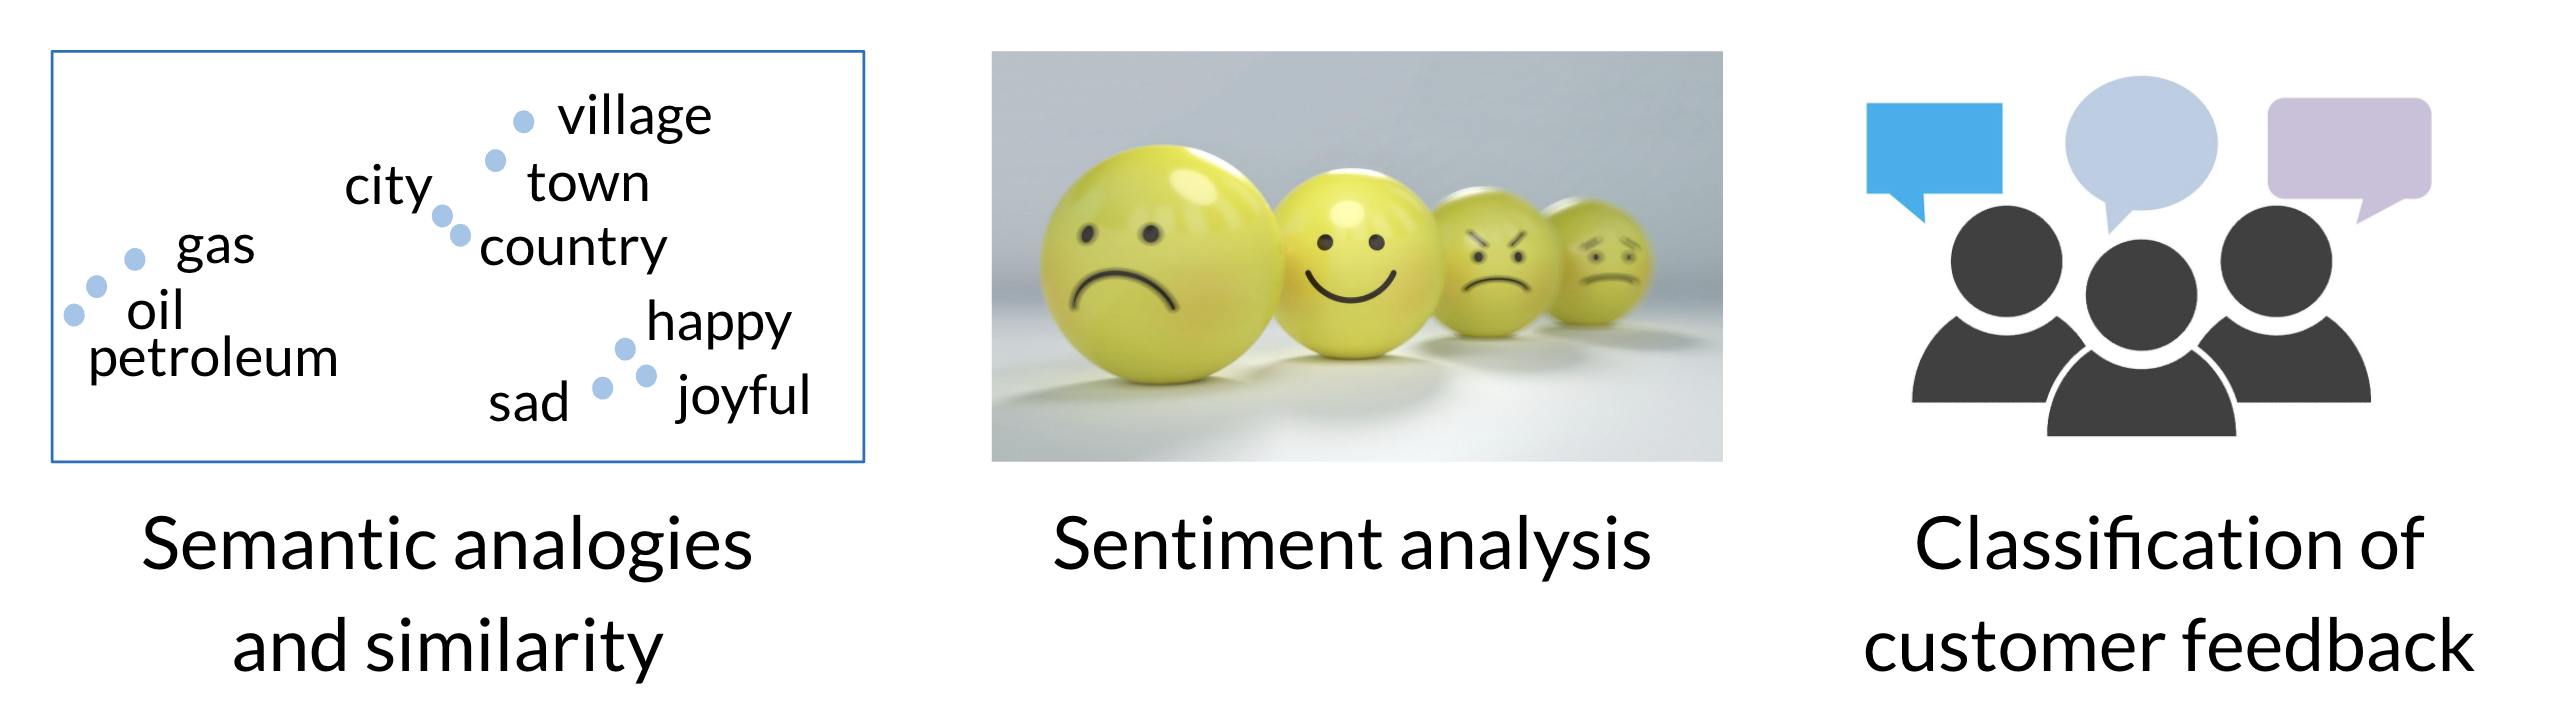 village
city
town
gas
country
oil
happy
petroleum
sad
joyful
Semantic analogies
and similarity
Sentiment analysis
Classification of
customer feedback